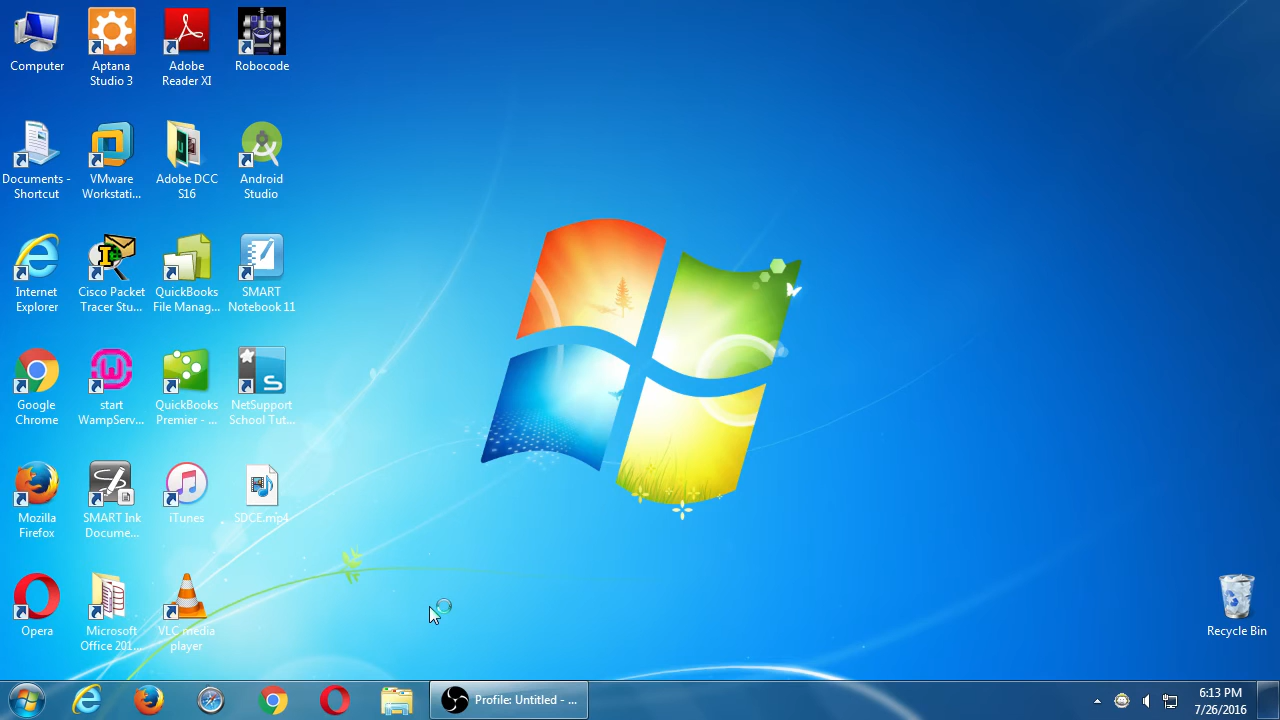 Computer
Aptana
Studio 3
Adobe
Reader XI
Robocode
Documents -
Shortcut
VMware
Workstati...
Adobe DCC
S16
Android
Studio
Internet
Explorer
Cisco Packet
Tracer Stu...
QuickBooks
File Manag...
SMART
Notebook 11
Google
Chrome
start
WampServ...
QuickBooks
Premier - ...
NetSupport
School Tut...
Mozilla
Firefox
SMART Ink
Docume...
iTunes
SDCE.mp4
Opera
Microsoft
Office 201...
VLC media
player
Recycle Bin
Profile: Untitled - ...
6:13 PM
7/26/2016